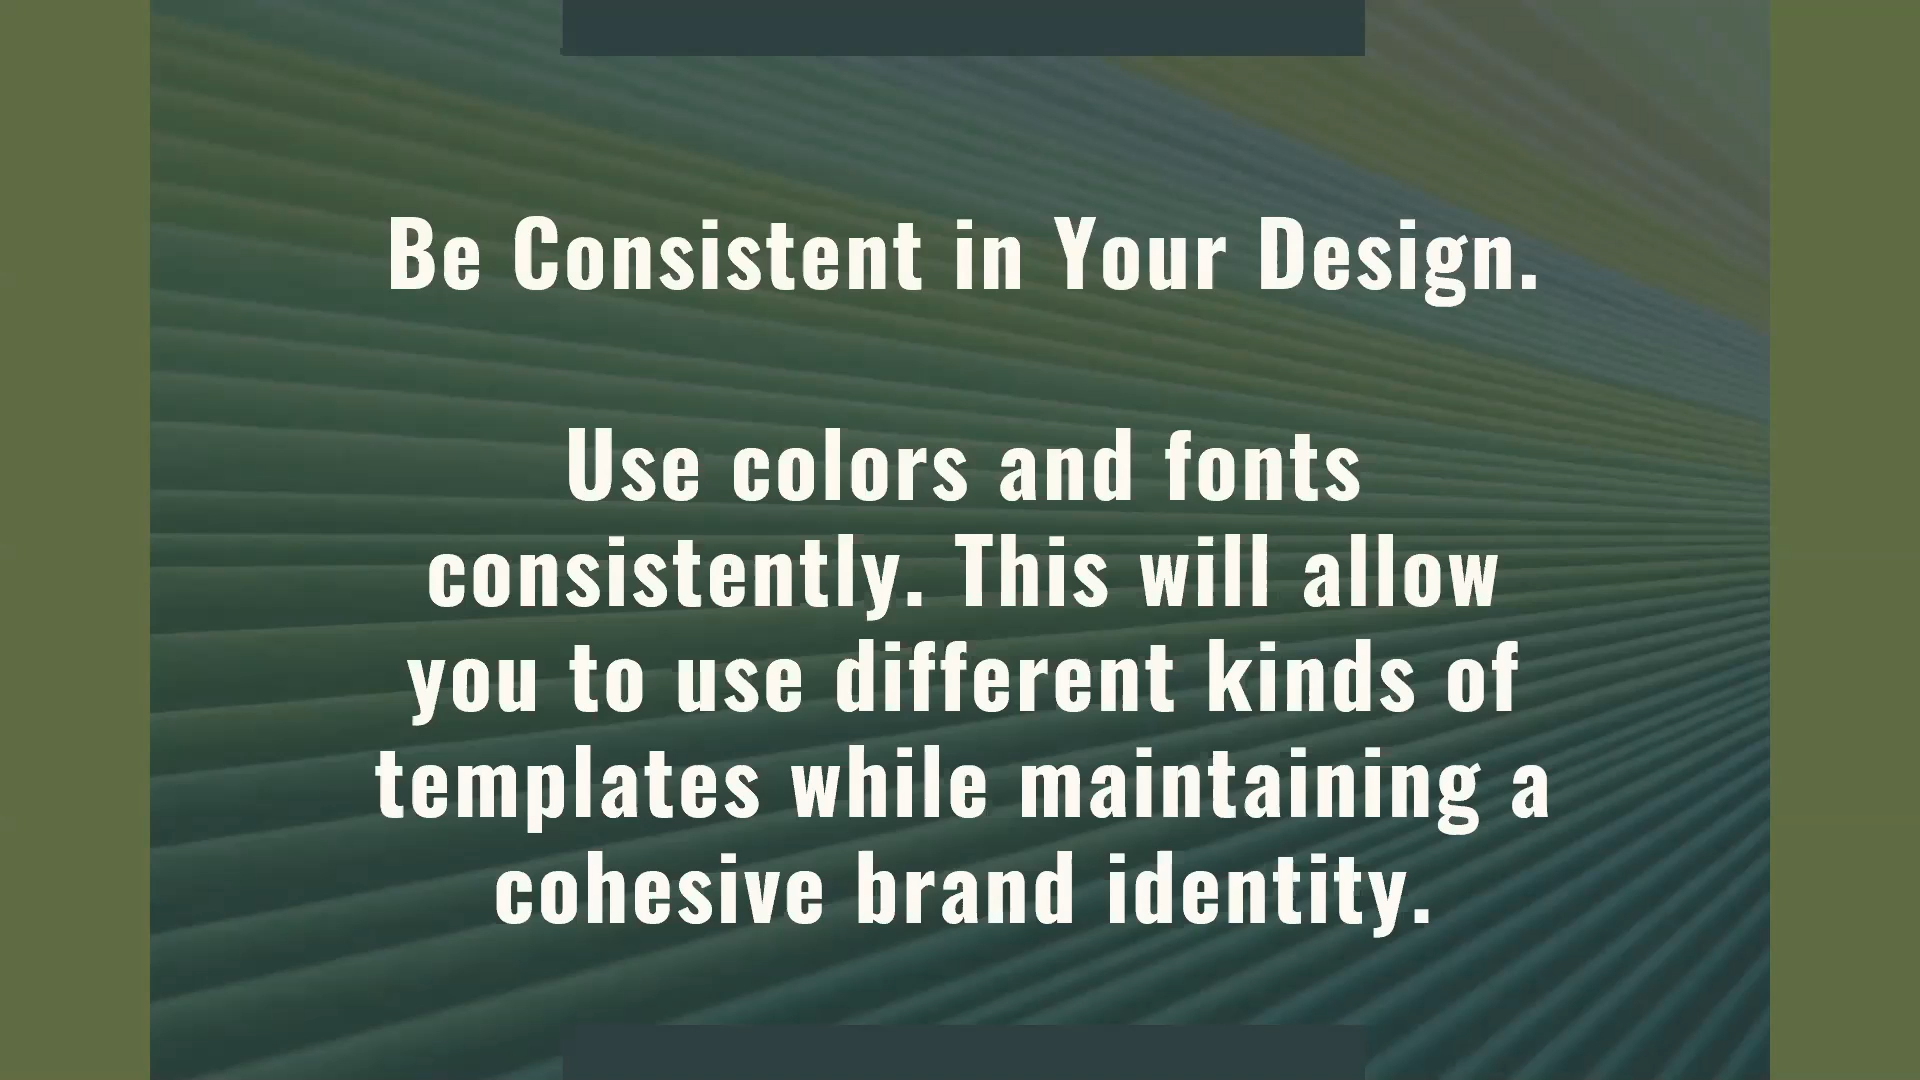 Be Consistent in Your Design.
Use colors and fonts
consistently. This will allow
you to use different kinds of
templates while maintaining a
cohesive brand identity.